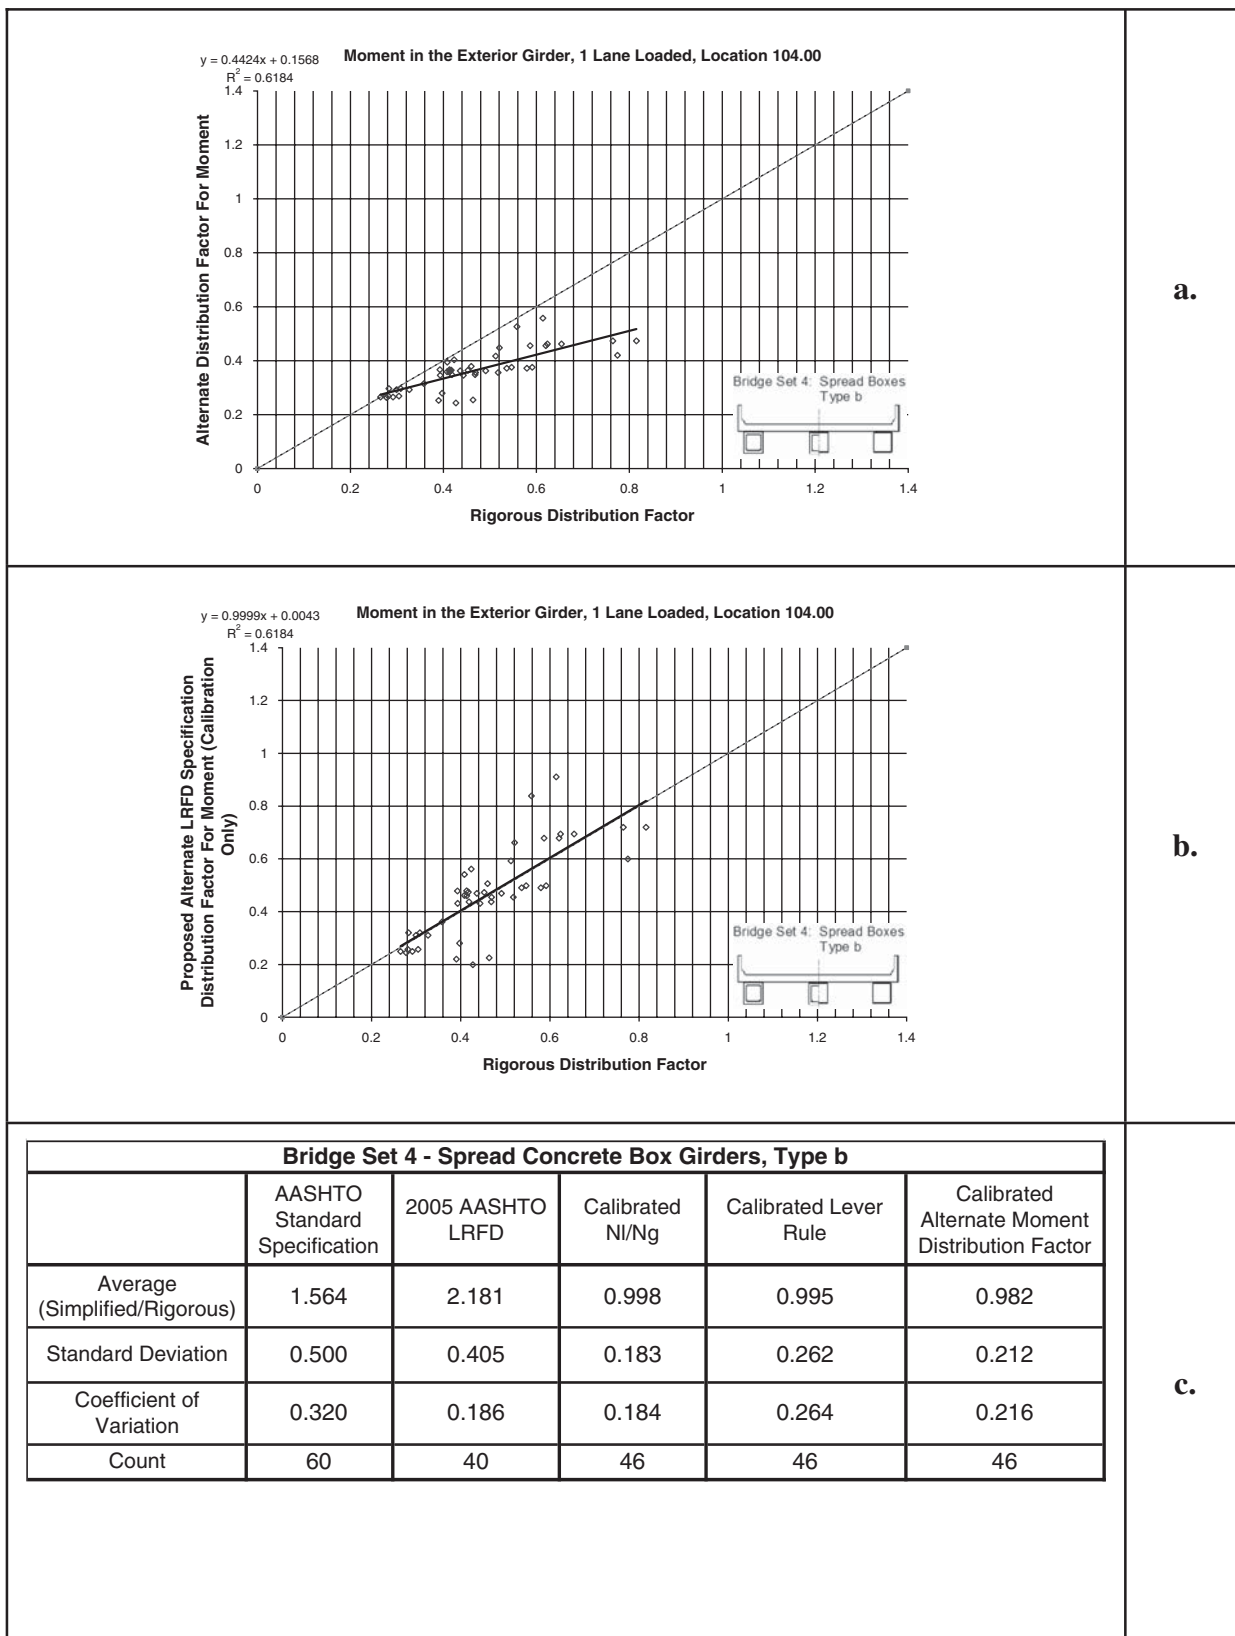 y = 0.4424x + 0.1568
R² = 0.6184
Moment in the Exterior Girder, 1 Lane Loaded, Location 104.00
Alternate Distribution Factor For Moment
1.4
1.2
1
0.8
0.6
0.4
0.2
0
0 0.2 0.4 0.6 0.8 1 1.2 1.4
Rigorous Distribution Factor
Bridge Set 4: Spread Boxes
Type b
a.
y = 0.9999x + 0.0043
R² = 0.6184
Moment in the Exterior Girder, 1 Lane Loaded, Location 104.00
Proposed Alternate LRFD Specification
Distribution Factor For Moment (Calibration
Only)
1.4
1.2
1
0.8
0.6
0.4
0.2
0
0 0.2 0.4 0.6 0.8 1 1.2 1.4
Rigorous Distribution Factor
Bridge Set 4: Spread Boxes
Type b
b.
Bridge Set 4 - Spread Concrete Box Girders, Type b
AASHTO
Standard
Specification
2005 AASHTO
LRFD
Calibrated
Nl/Ng
Calibrated Lever
Rule
Calibrated
Alternate Moment
Distribution Factor
Average
(Simplified/Rigorous)
1.564 2.181 0.998 0.995 0.982
Standard Deviation 0.500 0.405 0.183 0.262 0.212
Coefficient of
Variation
0.320 0.186 0.184 0.264 0.216
Count 60 40 46 46 46
c.